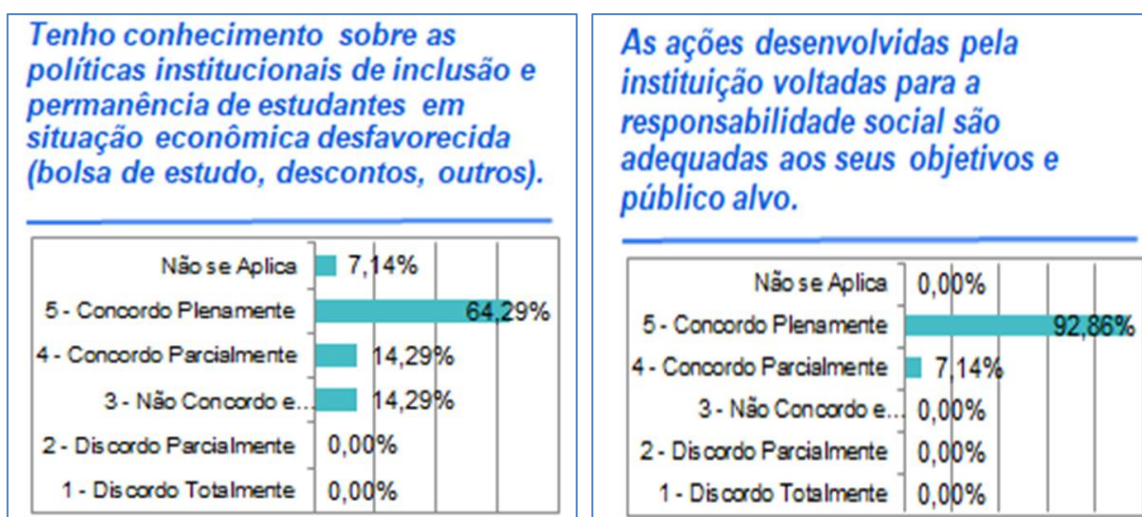 Tenho conhecimento sobre as
políticas institucionais de inclusão e
permanência de estudantes em
situação econômica desfavorecida
(bolsa de estudo, descontos, outros).
Não se Aplica 7,14%
5 - Concordo Plenamente 64,29%
4 - Concordo Parcialmente 14,29%
3 - Não Concordo e... 14,29%
2 - Discordo Parcialmente 0,00%
1 - Discordo Totalmente 0,00%
As ações desenvolvidas pela
instituição voltadas para a
responsabilidade social são
adequadas aos seus objetivos e
público alvo.
Não se Aplica 0,00%
5 - Concordo Plenamente 92,86%
4 - Concordo Parcialmente 7,14%
3 - Não Concordo e... 0,00%
2 - Discordo Parcialmente 0,00%
1 - Discordo Totalmente 0,00%